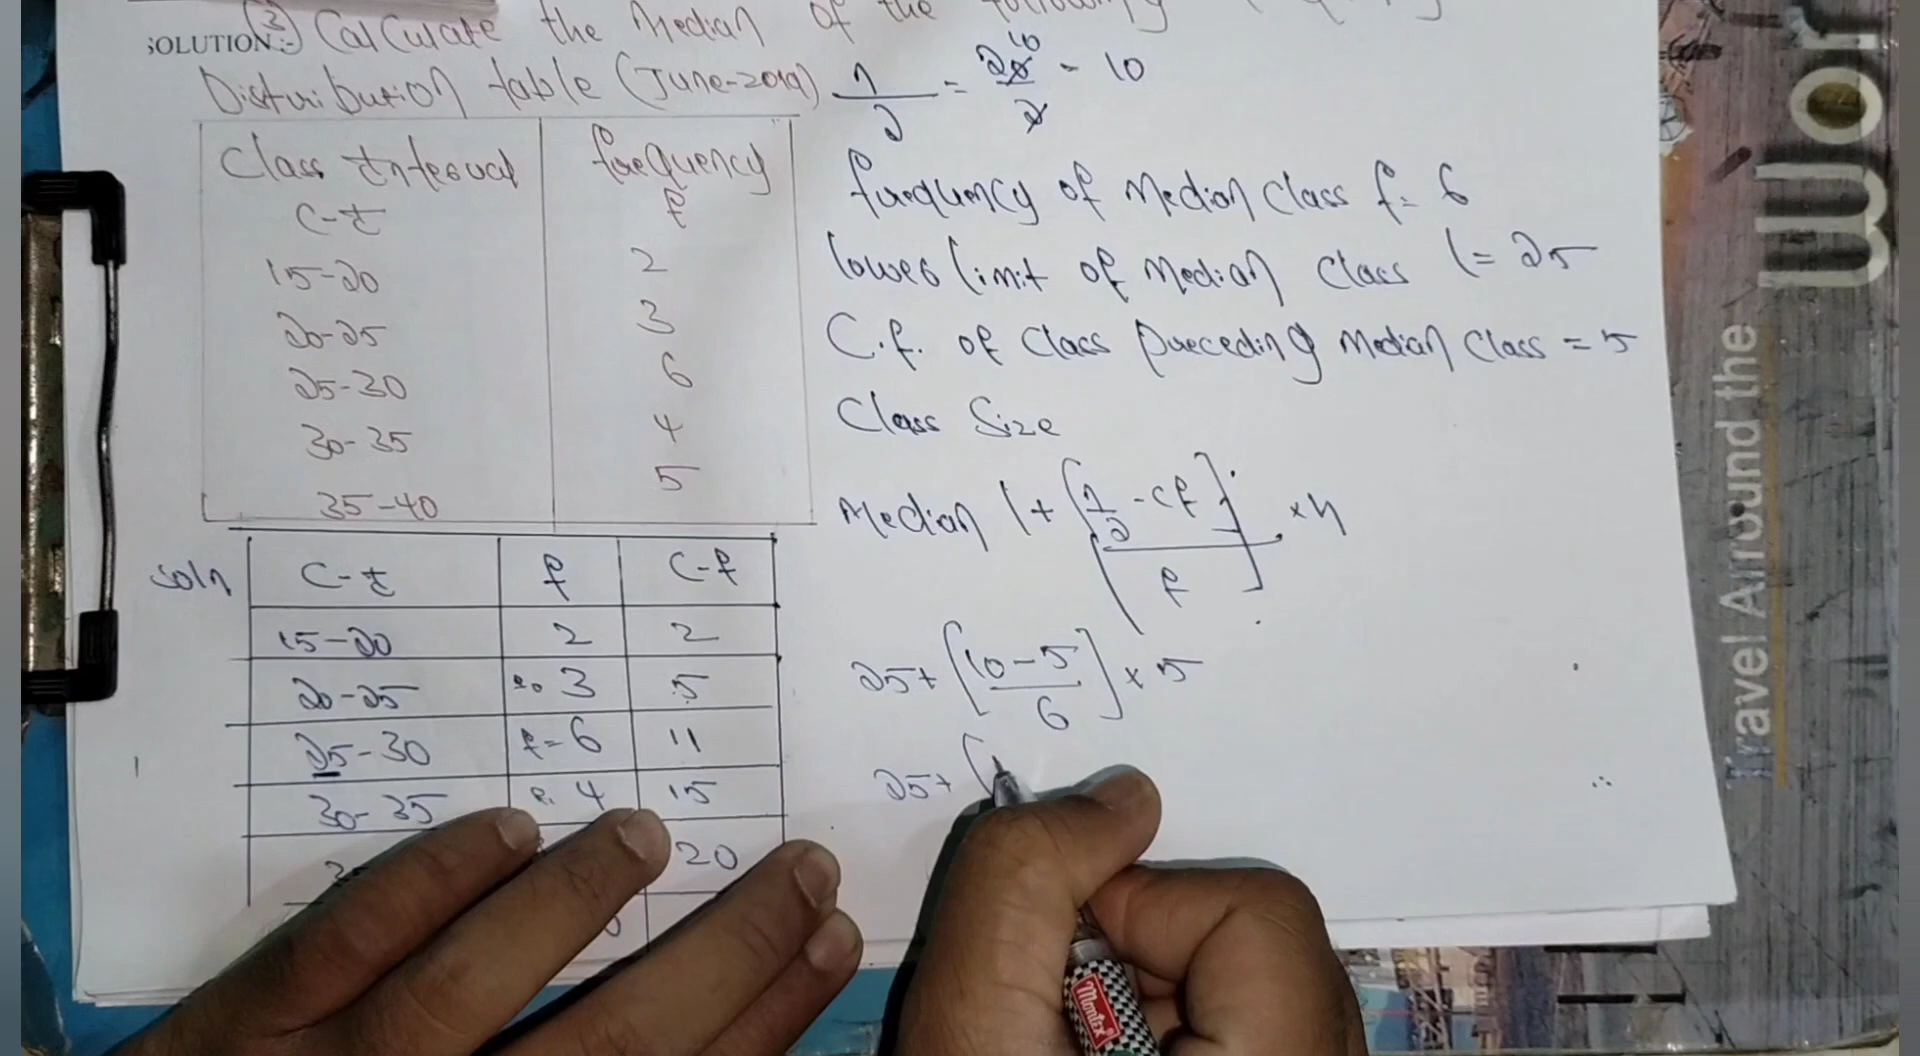 SOLUTION:-
(3) Calculate the Median of the following
Distribution table (June-2019)
Class Interval frequency
C-I f
15-20 2
20-25 3
25-30 6
30-35 4
35-40 5
n/2 = 20/2 = 10
10
frequency of Median Class f= 6
lower limit of Median Class l= 25
C.f. of Class Preceding Median Class = 5
Class Size
Median l + [n/2 - cf / f] × h
25+ [10-5 / 6] × 5
25+ (
Soln
C-I f C-f
15-20 2 2
20-25 3 5
25-30 f=6 11
30-35 4 15
20
Montex
Travel Arround the
Wor